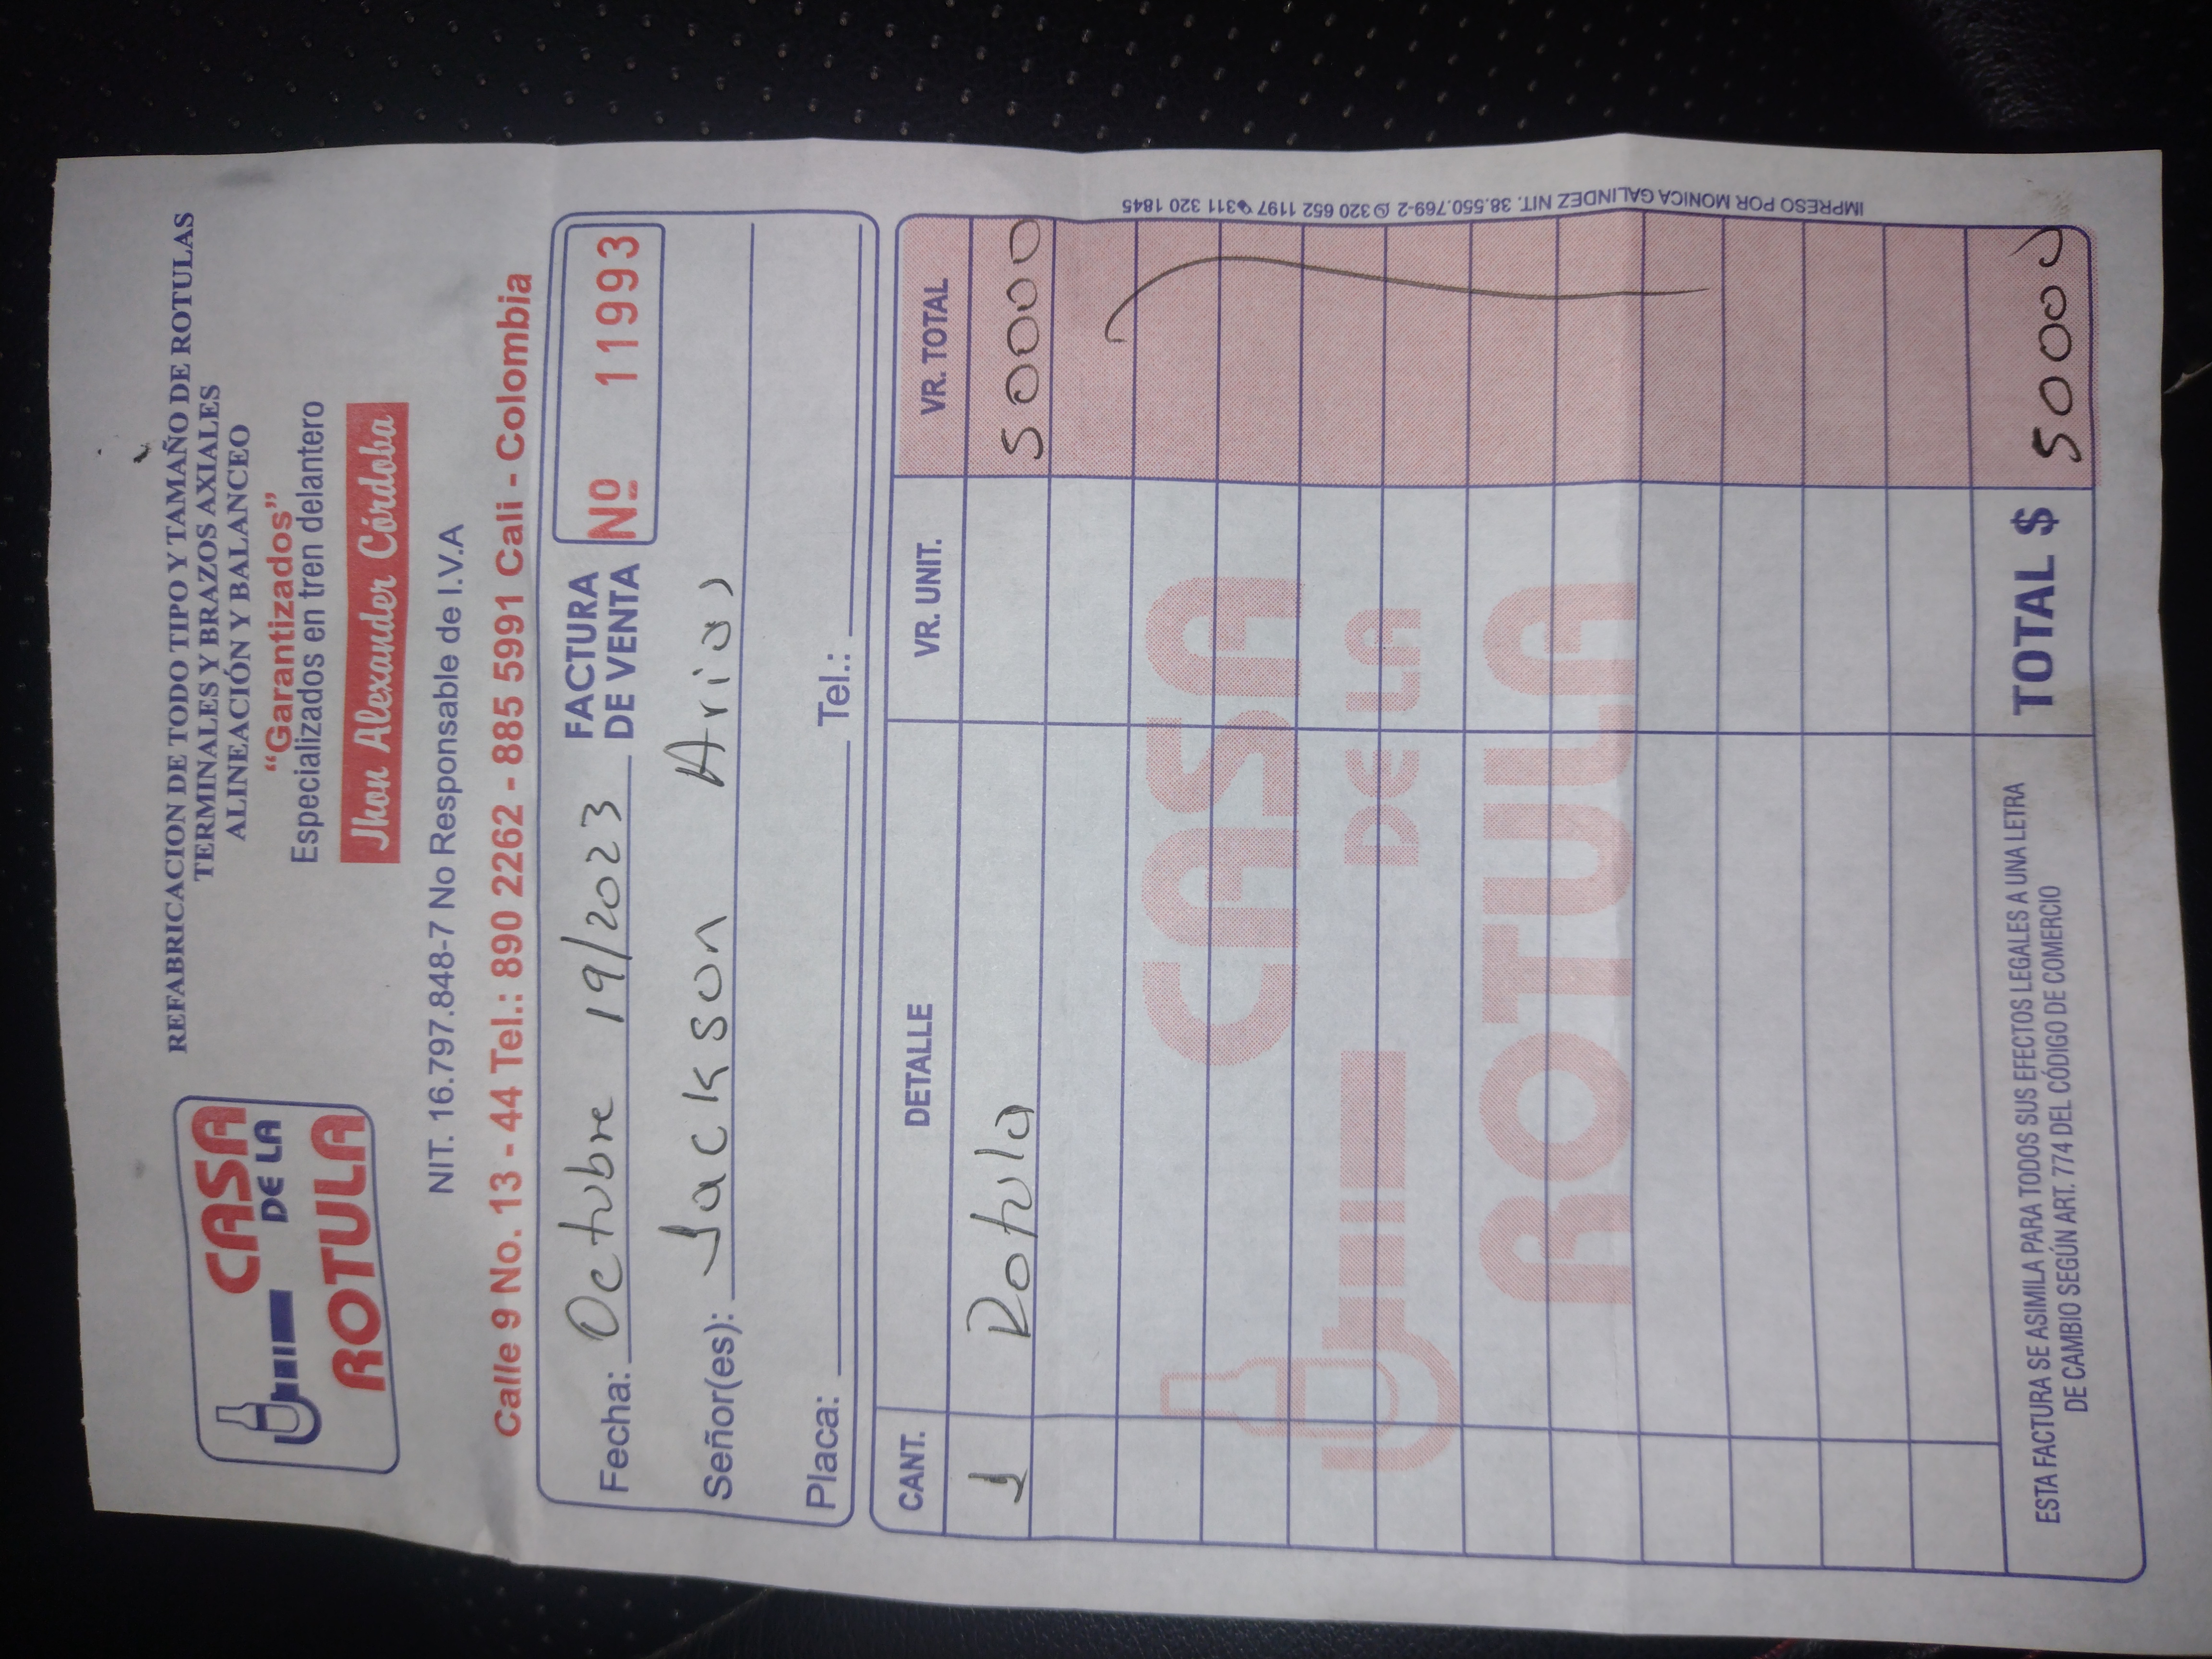 CASA
DE LA
ROTULA
REFABRICACION DE TODO TIPO Y TAMAÑO DE ROTULAS
TERMINALES Y BRAZOS AXIALES
ALINEACIÓN Y BALANCEO
“Garantizados”
Especializados en tren delantero
Jhon Alexander Córdoba
NIT. 16.797.848-7 No Responsable de I.V.A
Calle 9 No. 13 - 44 Tel.: 890 2262 - 885 5991 Cali - Colombia
Fecha: Octubre 19/2023
FACTURA
DE VENTA
Nº 11993
Señor(es): Jackson Arias
Placa: Tel.:
CANT. DETALLE VR. UNIT. VR. TOTAL
1 Rotula 50000
CASA
DE LA
ROTULA
ESTA FACTURA SE ASIMILA PARA TODOS SUS EFECTOS LEGALES A UNA LETRA
DE CAMBIO SEGÚN ART. 774 DEL CÓDIGO DE COMERCIO
TOTAL $ 50000
IMPRESO POR MONICA GALINDEZ NIT. 38.550.769-2 320 652 1197 311 320 1845